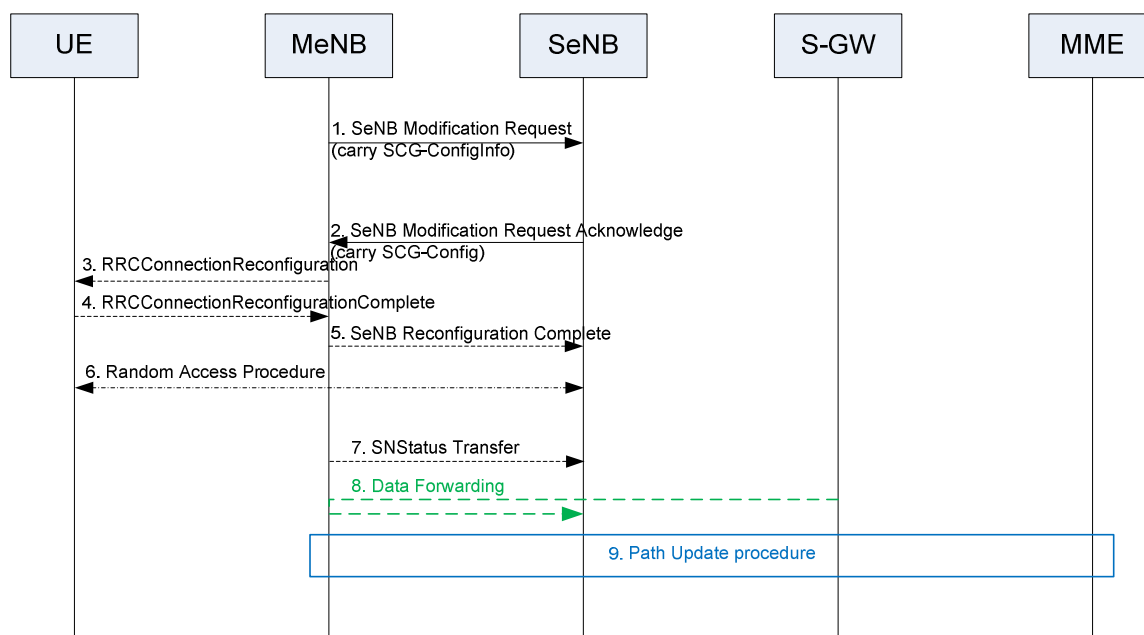 UE
MeNB
SeNB
S-GW
MME
1. SeNB Modification Request
(carry SCG-ConfigInfo)
2. SeNB Modification Request Acknowledge
(carry SCG-Config)
3. RRCConnectionReconfiguration
4. RRCConnectionReconfigurationComplete
5. SeNB Reconfiguration Complete
6. Random Access Procedure
7. SNStatus Transfer
8. Data Forwarding
9. Path Update procedure